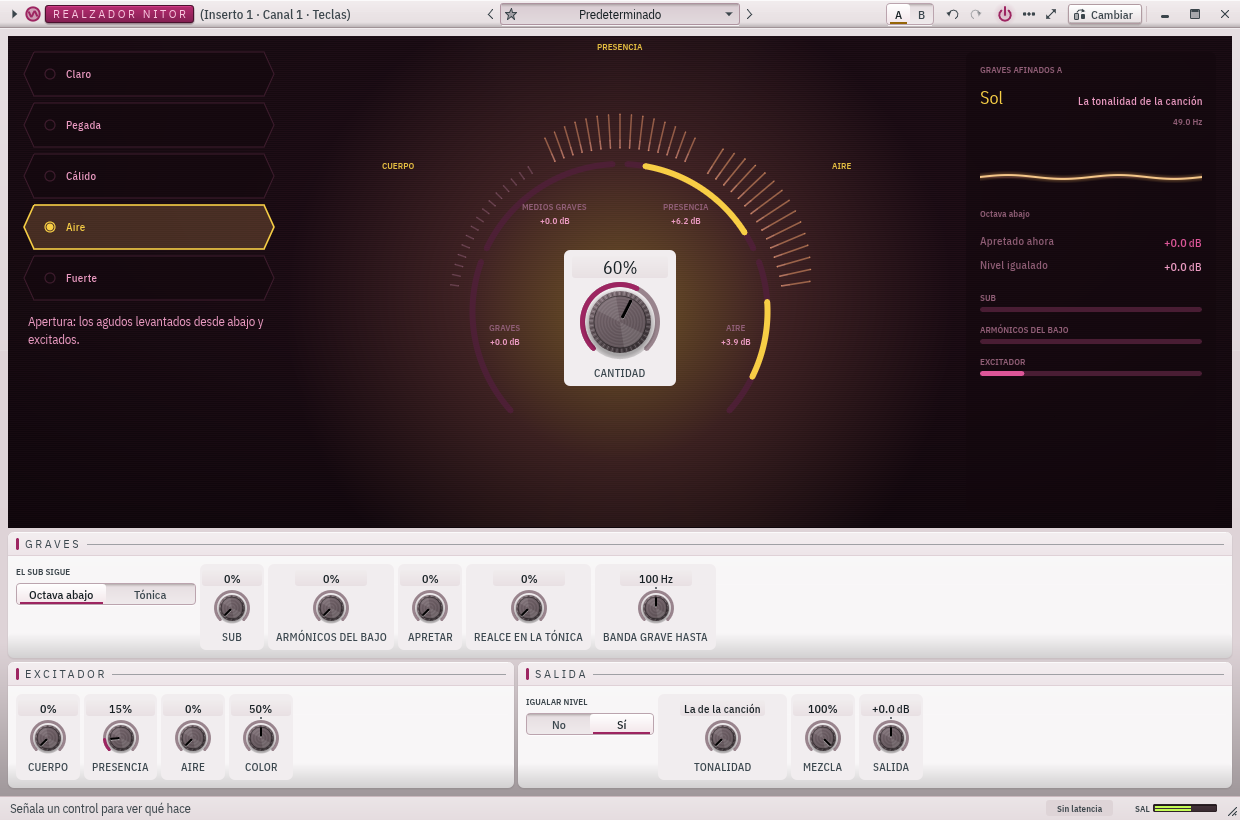 REALZADOR NITOR (Inserto 1 · Canal 1 · Teclas) Predeterminado A B Cambiar
PRESENCIA
Claro
Pegada
Cálido
Aire
Fuerte
Apertura: los agudos levantados desde abajo y
excitados.
CUERPO
AIRE
MEDIOS GRAVES
+0.0 dB
PRESENCIA
+6.2 dB
60%
GRAVES
+0.0 dB
AIRE
+3.9 dB
CANTIDAD
GRAVES AFINADOS A
Sol La tonalidad de la canción
49.0 Hz
Octava abajo
Apretado ahora +0.0 dB
Nivel igualado +0.0 dB
SUB
ARMÓNICOS DEL BAJO
EXCITADOR
GRAVES
EL SUB SIGUE
Octava abajo Tónica
0% 0% 0% 0% 100 Hz
SUB ARMÓNICOS DEL BAJO APRETAR REALCE EN LA TÓNICA BANDA GRAVE HASTA
EXCITADOR
0% 15% 0% 50%
CUERPO PRESENCIA AIRE COLOR
SALIDA
IGUALAR NIVEL
No Sí
La de la canción 100% +0.0 dB
TONALIDAD MEZCLA SALIDA
Señala un control para ver qué hace Sin latencia SAL